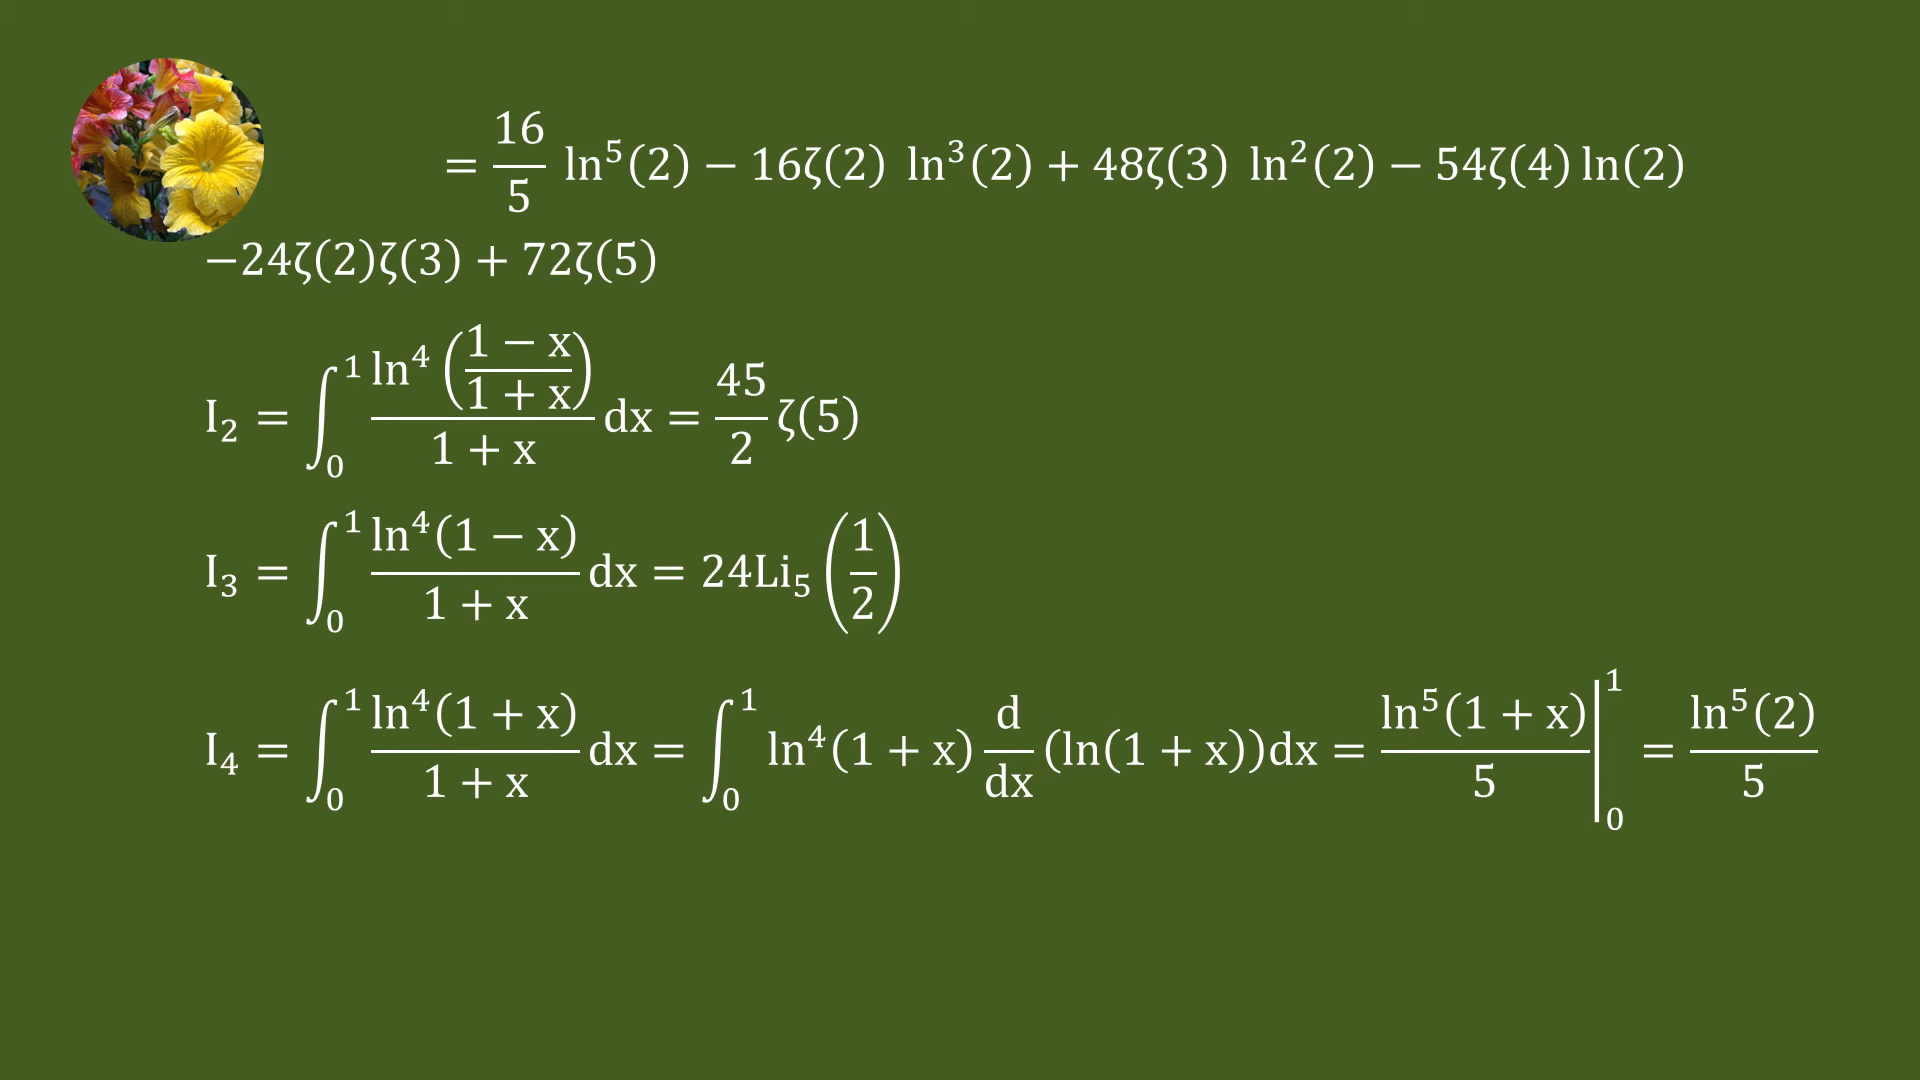 = 16/5 ln⁵(2) − 16ζ(2) ln³(2) + 48ζ(3) ln²(2) − 54ζ(4) ln(2)
−24ζ(2)ζ(3) + 72ζ(5)
I₂ = ∫₀¹ ln⁴((1 − x)/(1 + x))/(1 + x) dx = 45/2 ζ(5)
I₃ = ∫₀¹ ln⁴(1 − x)/(1 + x) dx = 24Li₅(1/2)
I₄ = ∫₀¹ ln⁴(1 + x)/(1 + x) dx = ∫₀¹ ln⁴(1 + x) d/dx (ln(1 + x))dx = ln⁵(1 + x)/5 |₀¹ = ln⁵(2)/5